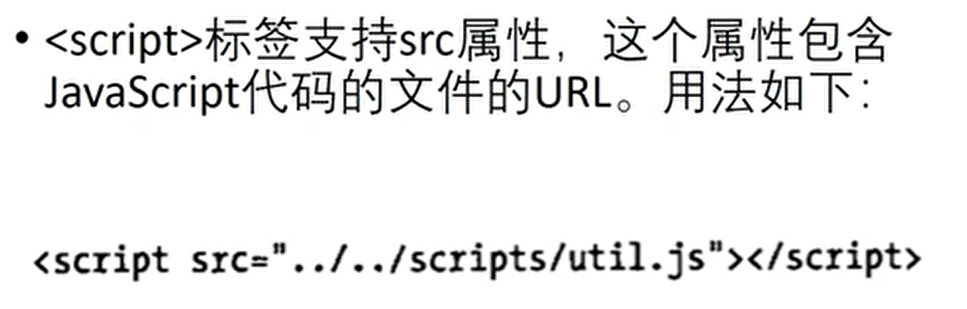 • <script>标签支持src属性，这个属性包含
JavaScript代码的文件的URL。用法如下：
<script src="../../scripts/util.js"></script>